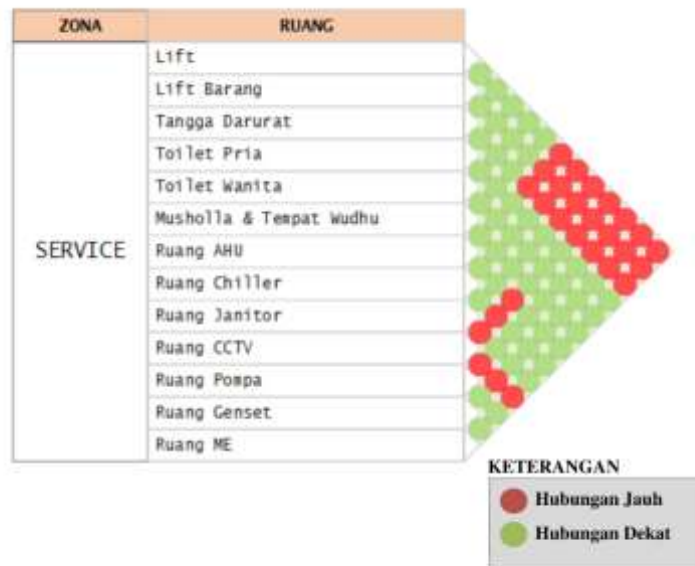 ZONA RUANG
Lift
Lift Barang
Tangga Darurat
Toilet Pria
Toilet Wanita
Musholla & Tempat Wudhu
SERVICE Ruang AHU
Ruang Chiller
Ruang Janitor
Ruang CCTV
Ruang Pompa
Ruang Genset
Ruang ME
KETERANGAN
Hubungan Jauh
Hubungan Dekat